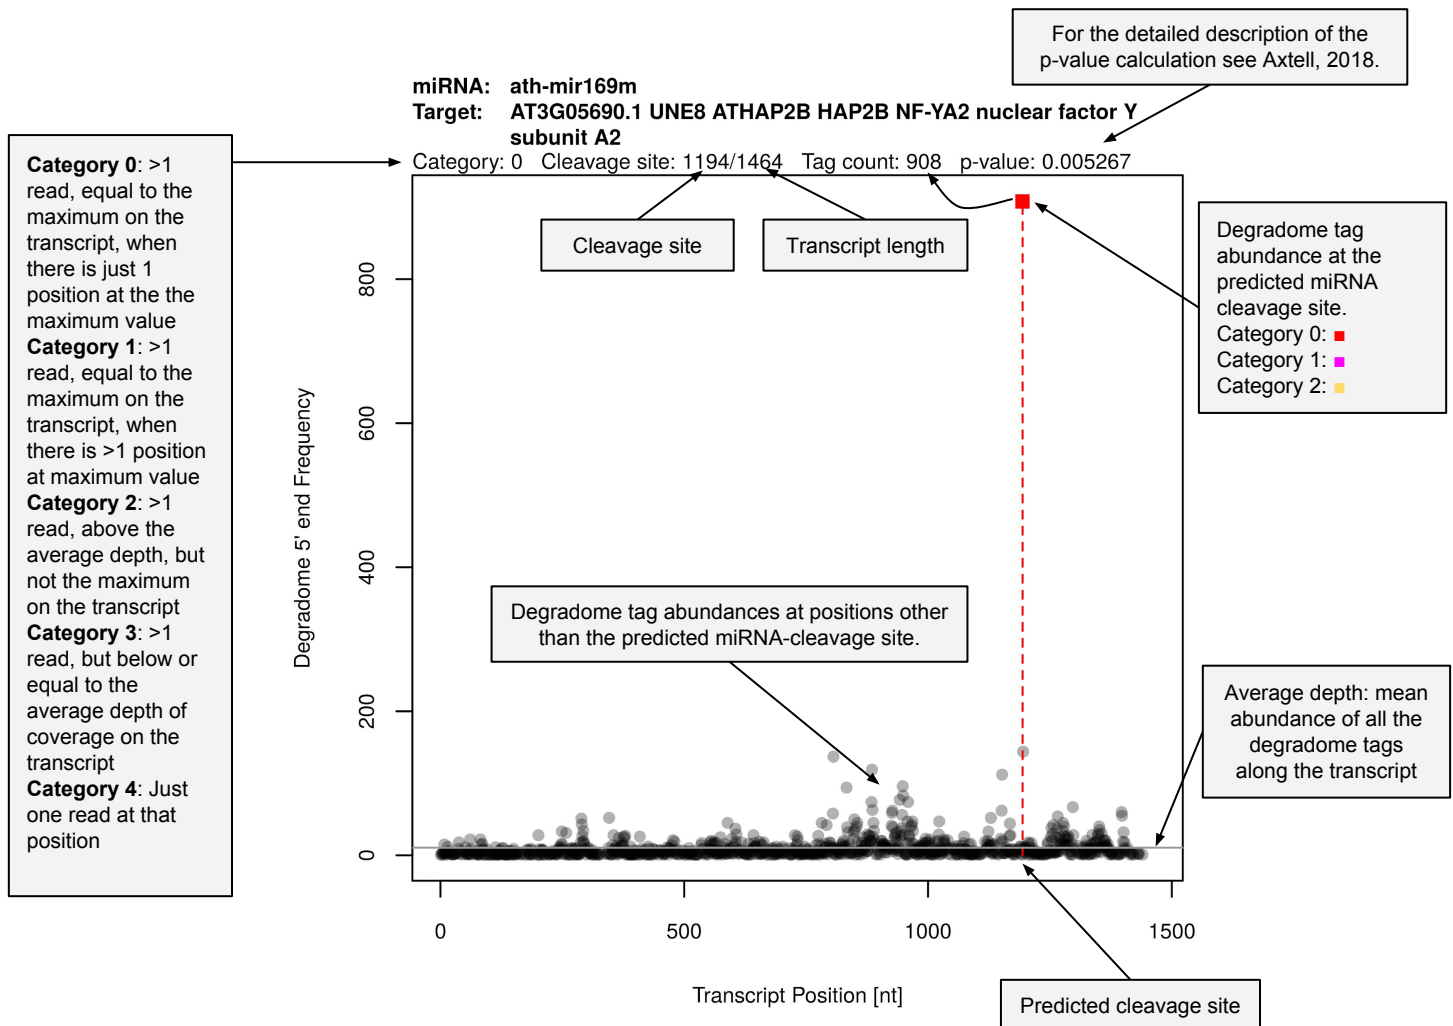 For the detailed description of the
p-value calculation see Axtell, 2018.
miRNA: ath-mir169m
Target: AT3G05690.1 UNE8 ATHAP2B HAP2B NF-YA2 nuclear factor Y
subunit A2
Category: 0 Cleavage site: 1194/1464 Tag count: 908 p-value: 0.005267
Category 0: >1
read, equal to the
maximum on the
transcript, when
there is just 1
position at the the
maximum value
Category 1: >1
read, equal to the
maximum on the
transcript, when
there is >1 position
at maximum value
Category 2: >1
read, above the
average depth, but
not the maximum
on the transcript
Category 3: >1
read, but below or
equal to the
average depth of
coverage on the
transcript
Category 4: Just
one read at that
position
Cleavage site
Transcript length
Degradome tag
abundance at the
predicted miRNA
cleavage site.
Category 0:
Category 1:
Category 2:
Degradome 5' end Frequency
800
600
400
200
0
Degradome tag abundances at positions other
than the predicted miRNA-cleavage site.
Average depth: mean
abundance of all the
degradome tags
along the transcript
0
500
1000
1500
Transcript Position [nt]
Predicted cleavage site